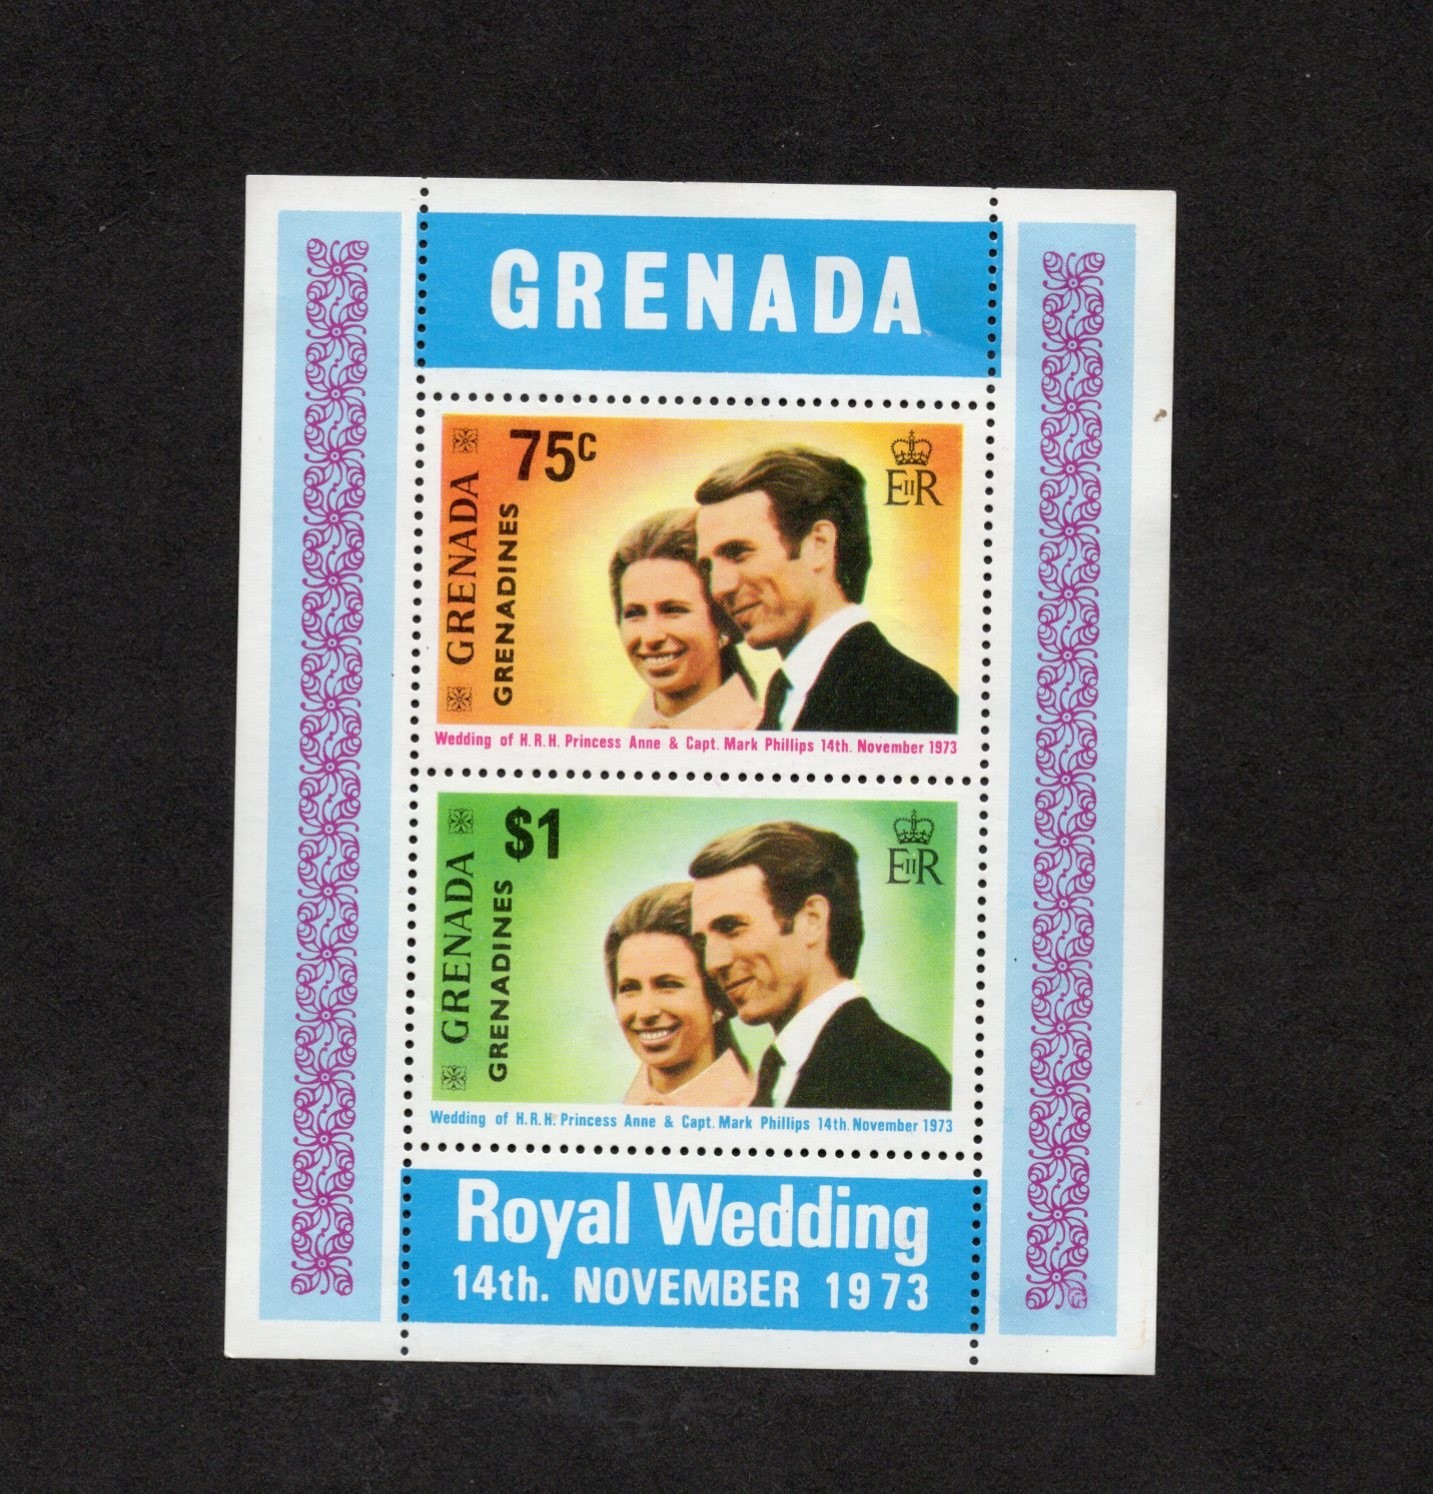 GRENADA
75c
GRENADA
GRENADINES
EIIR
Wedding of H.R.H. Princess Anne & Capt. Mark Phillips 14th. November 1973
$1
GRENADA
GRENADINES
EIIR
Wedding of H.R.H. Princess Anne & Capt. Mark Phillips 14th. November 1973
Royal Wedding
14th. NOVEMBER 1973